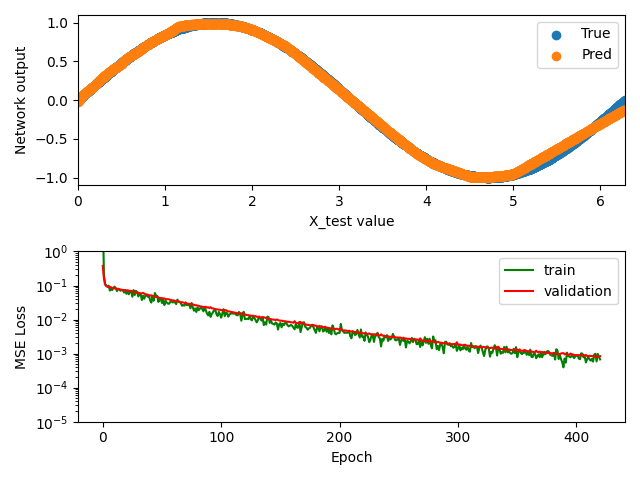 1.0
0.5
0.0
−0.5
−1.0
Network output
True
Pred
0 1 2 3 4 5 6
X_test value
10^0
10^−1
10^−2
10^−3
10^−4
10^−5
MSE Loss
train
validation
0 100 200 300 400
Epoch